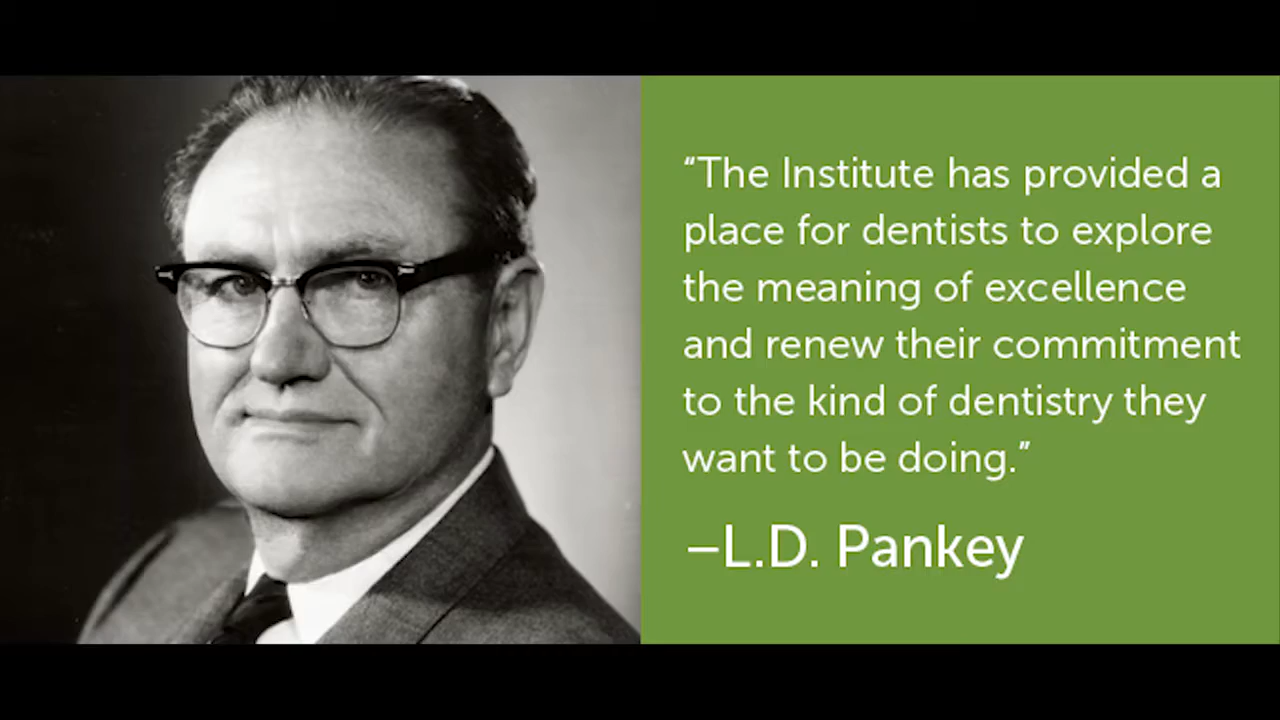 “The Institute has provided a
place for dentists to explore
the meaning of excellence
and renew their commitment
to the kind of dentistry they
want to be doing.”
–L.D. Pankey